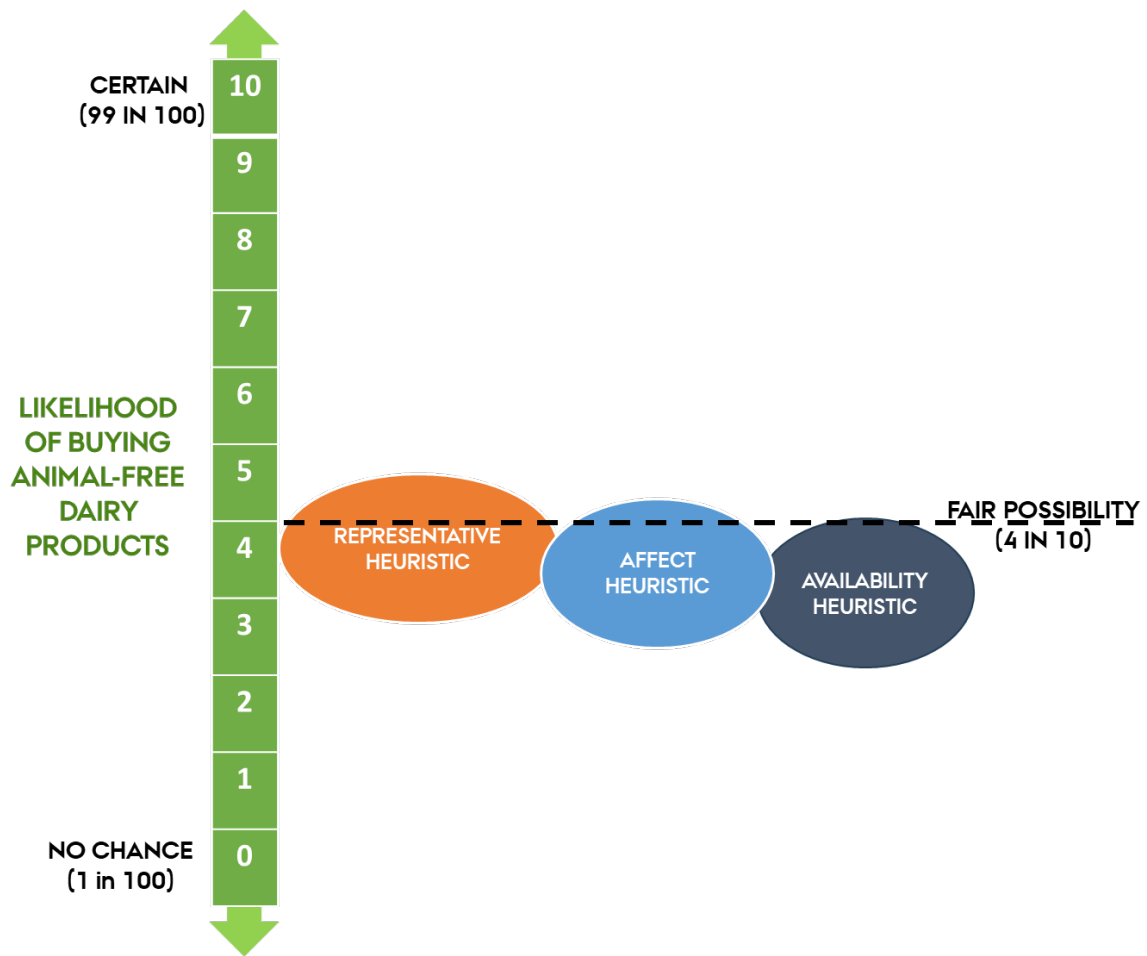 CERTAIN
(99 IN 100)
10
9
8
7
6
5
4
3
2
1
0
LIKELIHOOD
OF BUYING
ANIMAL-FREE
DAIRY
PRODUCTS
NO CHANCE
(1 in 100)
REPRESENTATIVE
HEURISTIC
AFFECT
HEURISTIC
AVAILABILITY
HEURISTIC
FAIR POSSIBILITY
(4 IN 10)